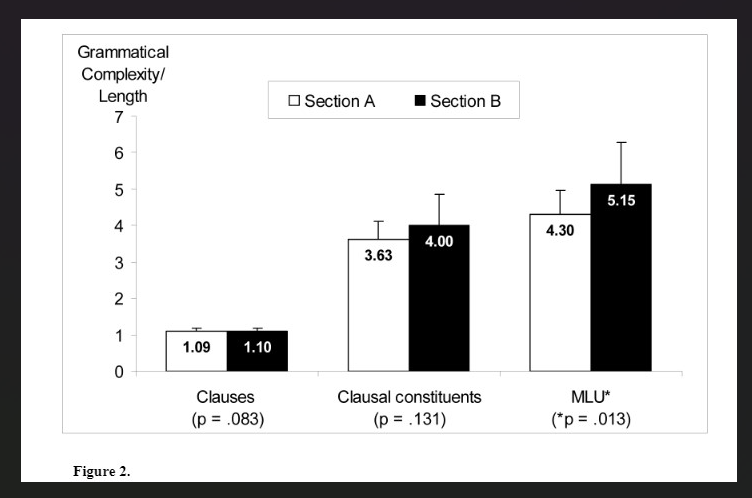 Grammatical
Complexity/
Length
Section A Section B
7
6
5
4
3
2
1
0
1.09 1.10
3.63 4.00
4.30 5.15
Clauses Clausal constituents MLU*
(p = .083) (p = .131) (*p = .013)
Figure 2.